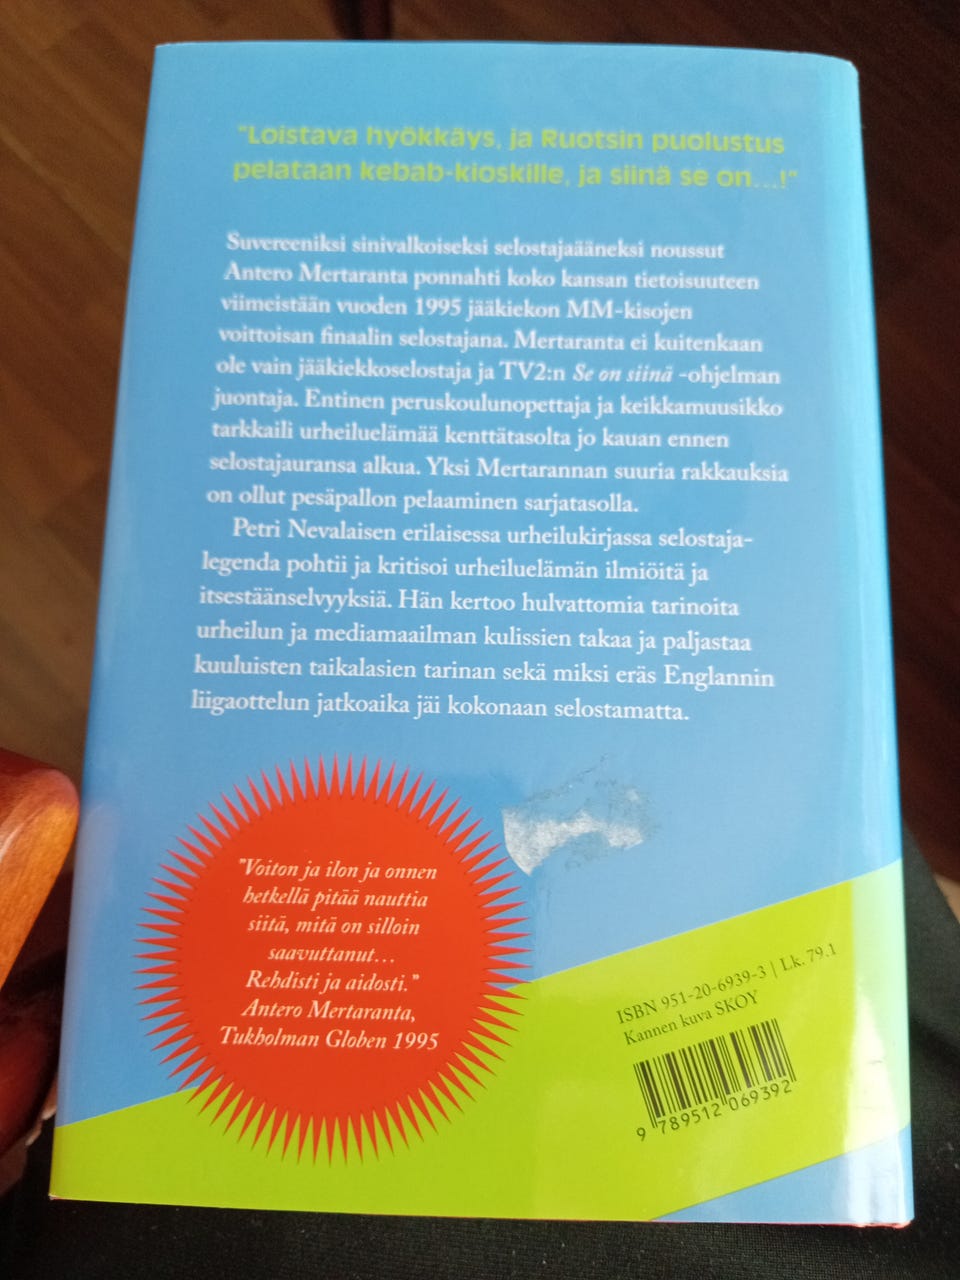 "Loistava hyökkäys, ja Ruotsin puolustus
pelataan kebab-kioskille, ja siinä se on...!"
Suvereeniksi sinivalkoiseksi selostajaääneksi noussut
Antero Mertaranta ponnahti koko kansan tietoisuuteen
viimeistään vuoden 1995 jääkiekon MM-kisojen
voittoisan finaalin selostajana. Mertaranta ei kuitenkaan
ole vain jääkiekkoselostaja ja TV2:n Se on siinä -ohjelman
juontaja. Entinen peruskoulunopettaja ja keikkamuusikko
tarkkaili urheiluelämää kenttätasolta jo kauan ennen
selostajauransa alkua. Yksi Mertarannan suuria rakkauksia
on ollut pesäpallon pelaaminen sarjatasolla.
Petri Nevalaisen erilaisessa urheilukirjassa selostaja-
legenda pohtii ja kritisoi urheiluelämän ilmiöitä ja
itsestäänselvyyksiä. Hän kertoo hulvattomia tarinoita
urheilun ja mediamaailman kulissien takaa ja paljastaa
kuuluisten taikalasien tarinan sekä miksi eräs Englannin
liigaottelun jatkoaika jäi kokonaan selostamatta.
"Voiton ja ilon ja onnen
hetkellä pitää nauttia
siitä, mitä on silloin
saavuttanut...
Rehdisti ja aidosti."
Antero Mertaranta,
Tukholman Globen 1995
ISBN 951-20-6939-3 | Lk. 79.1
Kannen kuva SKOY
9 789512 069392